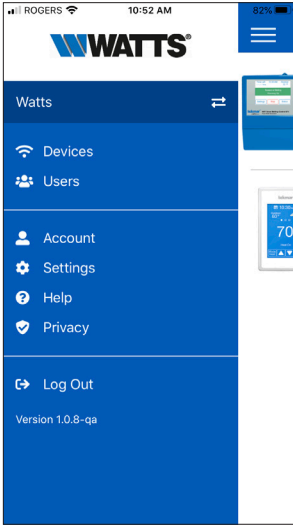 ROGERS 10:52 AM 82%
WATTS®
Watts
Devices
Users
Account
Settings
Help
Privacy
Log Out
Version 1.0.8-qa
70